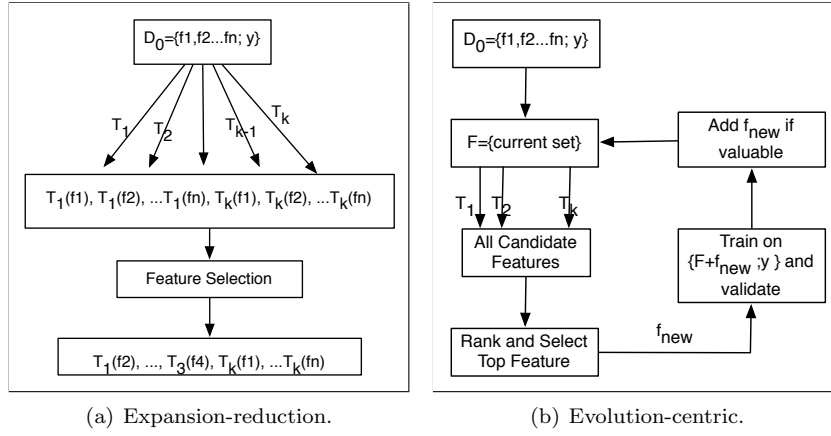 D0={f1,f2...fn; y}
T1
T2
Tk-1
Tk
T1(f1), T1(f2), ...T1(fn), Tk(f1), Tk(f2), ...Tk(fn)
Feature Selection
T1(f2), ..., T3(f4), Tk(f1), ...Tk(fn)
(a) Expansion-reduction.
D0={f1,f2...fn; y}
F={current set}
T1
T2
Tk
All Candidate
Features
Rank and Select
Top Feature
fnew
Train on
{F+fnew ;y } and
validate
Add fnew if
valuable
(b) Evolution-centric.